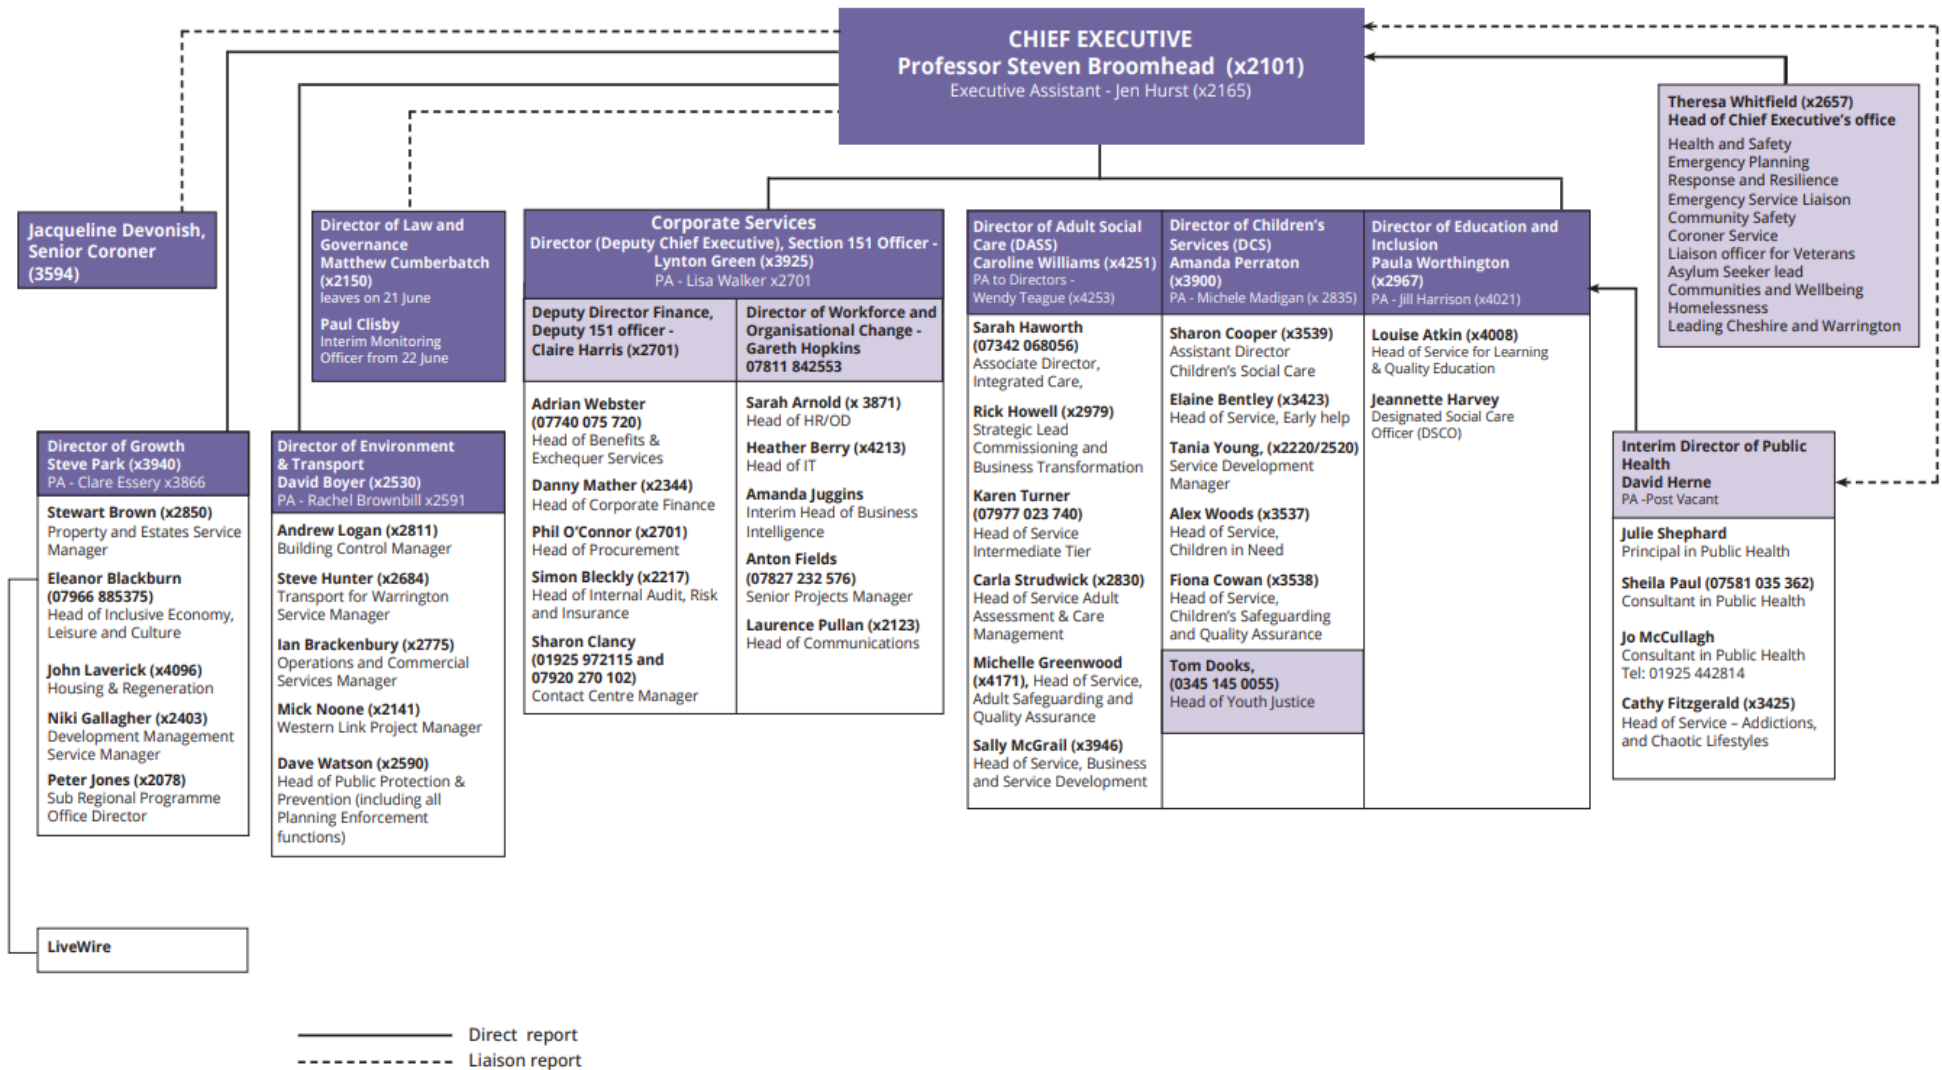 CHIEF EXECUTIVE
Professor Steven Broomhead (x2101)
Executive Assistant - Jen Hurst (x2165)
Theresa Whitfield (x2657)
Head of Chief Executive's office
Health and Safety
Emergency Planning
Response and Resilience
Emergency Service Liaison
Community Safety
Coroner Service
Liaison officer for Veterans
Asylum Seeker lead
Communities and Wellbeing
Homelessness
Leading Cheshire and Warrington
Jacqueline Devonish,
Senior Coroner
(3594)
Director of Law and
Governance
Matthew Cumberbatch
(x2150)
leaves on 21 June
Paul Clisby
Interim Monitoring
Officer from 22 June
Corporate Services
Director (Deputy Chief Executive), Section 151 Officer -
Lynton Green (x3925)
PA - Lisa Walker x2701
Deputy Director Finance,
Deputy 151 officer -
Claire Harris (x2701)
Adrian Webster
(07740 075 720)
Head of Benefits &
Exchequer Services
Danny Mather (x2344)
Head of Corporate Finance
Phil O'Connor (x2701)
Head of Procurement
Simon Bleckly (x2217)
Head of Internal Audit, Risk
and Insurance
Sharon Clancy
(01925 972115 and
07920 270 102)
Contact Centre Manager
Director of Workforce and
Organisational Change -
Gareth Hopkins
07811 842553
Sarah Arnold (x 3871)
Head of HR/OD
Heather Berry (x4213)
Head of IT
Amanda Juggins
Interim Head of Business
Intelligence
Anton Fields
(07827 232 576)
Senior Projects Manager
Laurence Pullan (x2123)
Head of Communications
Director of Adult Social
Care (DASS)
Caroline Williams (x4251)
PA to Directors -
Wendy Teague (x4253)
Sarah Haworth
(07342 068056)
Associate Director,
Integrated Care,
Rick Howell (x2979)
Strategic Lead
Commissioning and
Business Transformation
Karen Turner
(07977 023 740)
Head of Service
Intermediate Tier
Carla Strudwick (x2830)
Head of Service Adult
Assessment & Care
Management
Michelle Greenwood
(x4171), Head of Service,
Adult Safeguarding and
Quality Assurance
Sally McGrail (x3946)
Head of Service, Business
and Service Development
Director of Children's
Services (DCS)
Amanda Perraton
(x3900)
PA - Michele Madigan (x 2835)
Sharon Cooper (x3539)
Assistant Director
Children's Social Care
Elaine Bentley (x3423)
Head of Service, Early help
Tania Young, (x2220/2520)
Service Development
Manager
Alex Woods (x3537)
Head of Service,
Children in Need
Fiona Cowan (x3538)
Head of Service,
Children's Safeguarding
and Quality Assurance
Tom Dooks,
(0345 145 0055)
Head of Youth Justice
Director of Education and
Inclusion
Paula Worthington
(x2967)
PA - Jill Harrison (x4021)
Louise Atkin (x4008)
Head of Service for Learning
& Quality Education
Jeannette Harvey
Designated Social Care
Officer (DSCO)
Interim Director of Public
Health
David Herne
PA -Post Vacant
Julie Shephard
Principal in Public Health
Sheila Paul (07581 035 362)
Consultant in Public Health
Jo McCullagh
Consultant in Public Health
Tel: 01925 442814
Cathy Fitzgerald (x3425)
Head of Service – Addictions,
and Chaotic Lifestyles
Director of Growth
Steve Park (x3940)
PA - Clare Essery x3866
Stewart Brown (x2850)
Property and Estates Service
Manager
Eleanor Blackburn
(07966 885375)
Head of Inclusive Economy,
Leisure and Culture
John Laverick (x4096)
Housing & Regeneration
Niki Gallagher (x2403)
Development Management
Service Manager
Peter Jones (x2078)
Sub Regional Programme
Office Director
Director of Environment
& Transport
David Boyer (x2530)
PA - Rachel Brownbill x2591
Andrew Logan (x2811)
Building Control Manager
Steve Hunter (x2684)
Transport for Warrington
Service Manager
Ian Brackenbury (x2775)
Operations and Commercial
Services Manager
Mick Noone (x2141)
Western Link Project Manager
Dave Watson (x2590)
Head of Public Protection &
Prevention (including all
Planning Enforcement
functions)
LiveWire
Direct report
Liaison report